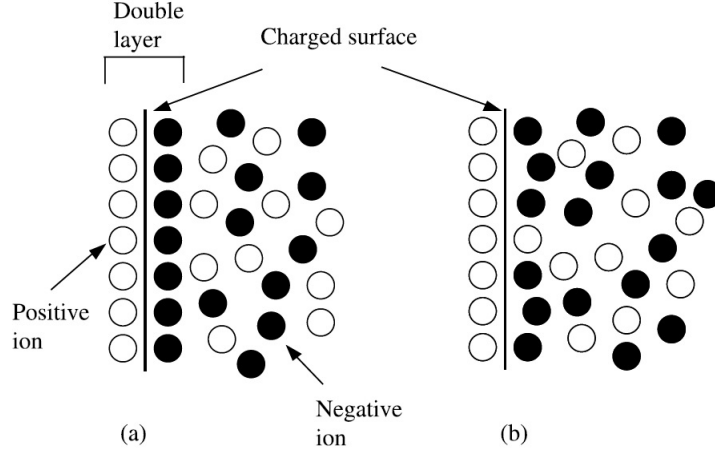 Double
layer
Charged surface
Positive
ion
Negative
ion
(a)
(b)